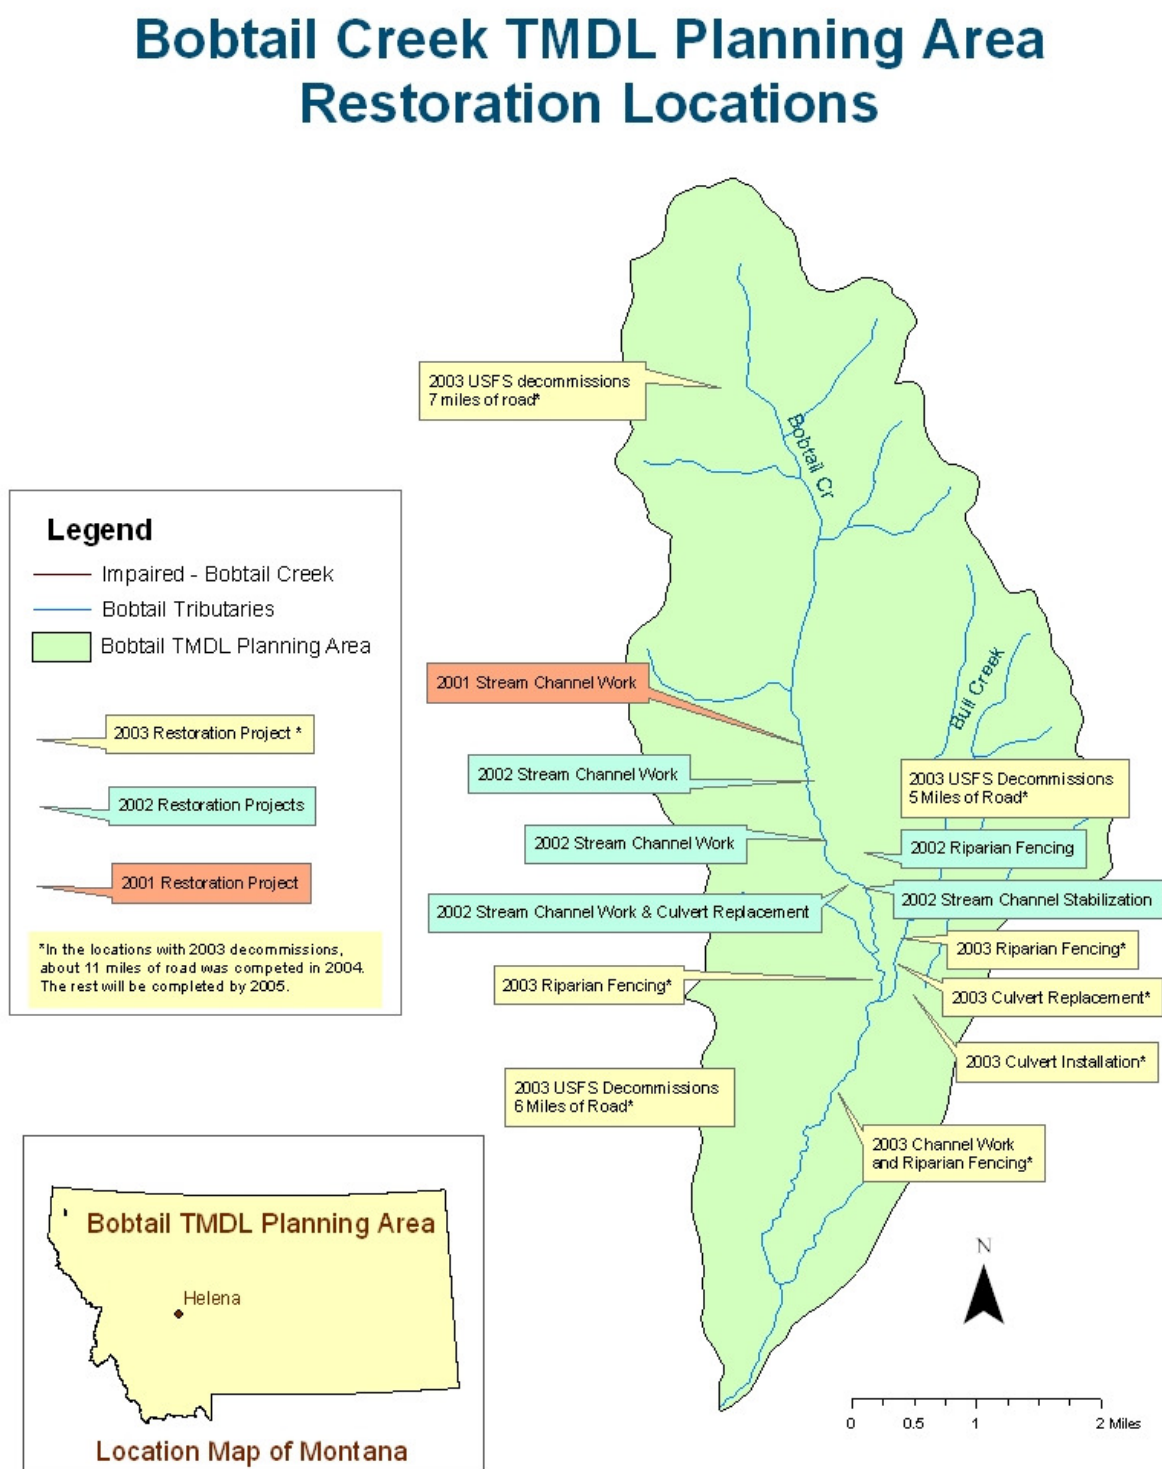 Bobtail Creek TMDL Planning Area
Restoration Locations
2003 USFS decommissions
7 miles of road*
Bobtail Cr
Legend
Impaired - Bobtail Creek
Bobtail Tributaries
Bobtail TMDL Planning Area
2003 Restoration Project *
2002 Restoration Projects
2001 Restoration Project
*In the locations with 2003 decommissions,
about 11 miles of road was competed in 2004.
The rest will be completed by 2005.
Bull Creek
2001 Stream Channel Work
2002 Stream Channel Work
2003 USFS Decommissions
5 Miles of Road*
2002 Stream Channel Work
2002 Riparian Fencing
2002 Stream Channel Work & Culvert Replacement
2002 Stream Channel Stabilization
2003 Riparian Fencing*
2003 Riparian Fencing*
2003 Culvert Replacement*
2003 Culvert Installation*
2003 USFS Decommissions
6 Miles of Road*
2003 Channel Work
and Riparian Fencing*
Bobtail TMDL Planning Area
Helena
Location Map of Montana
N
0 0.5 1 2 Miles